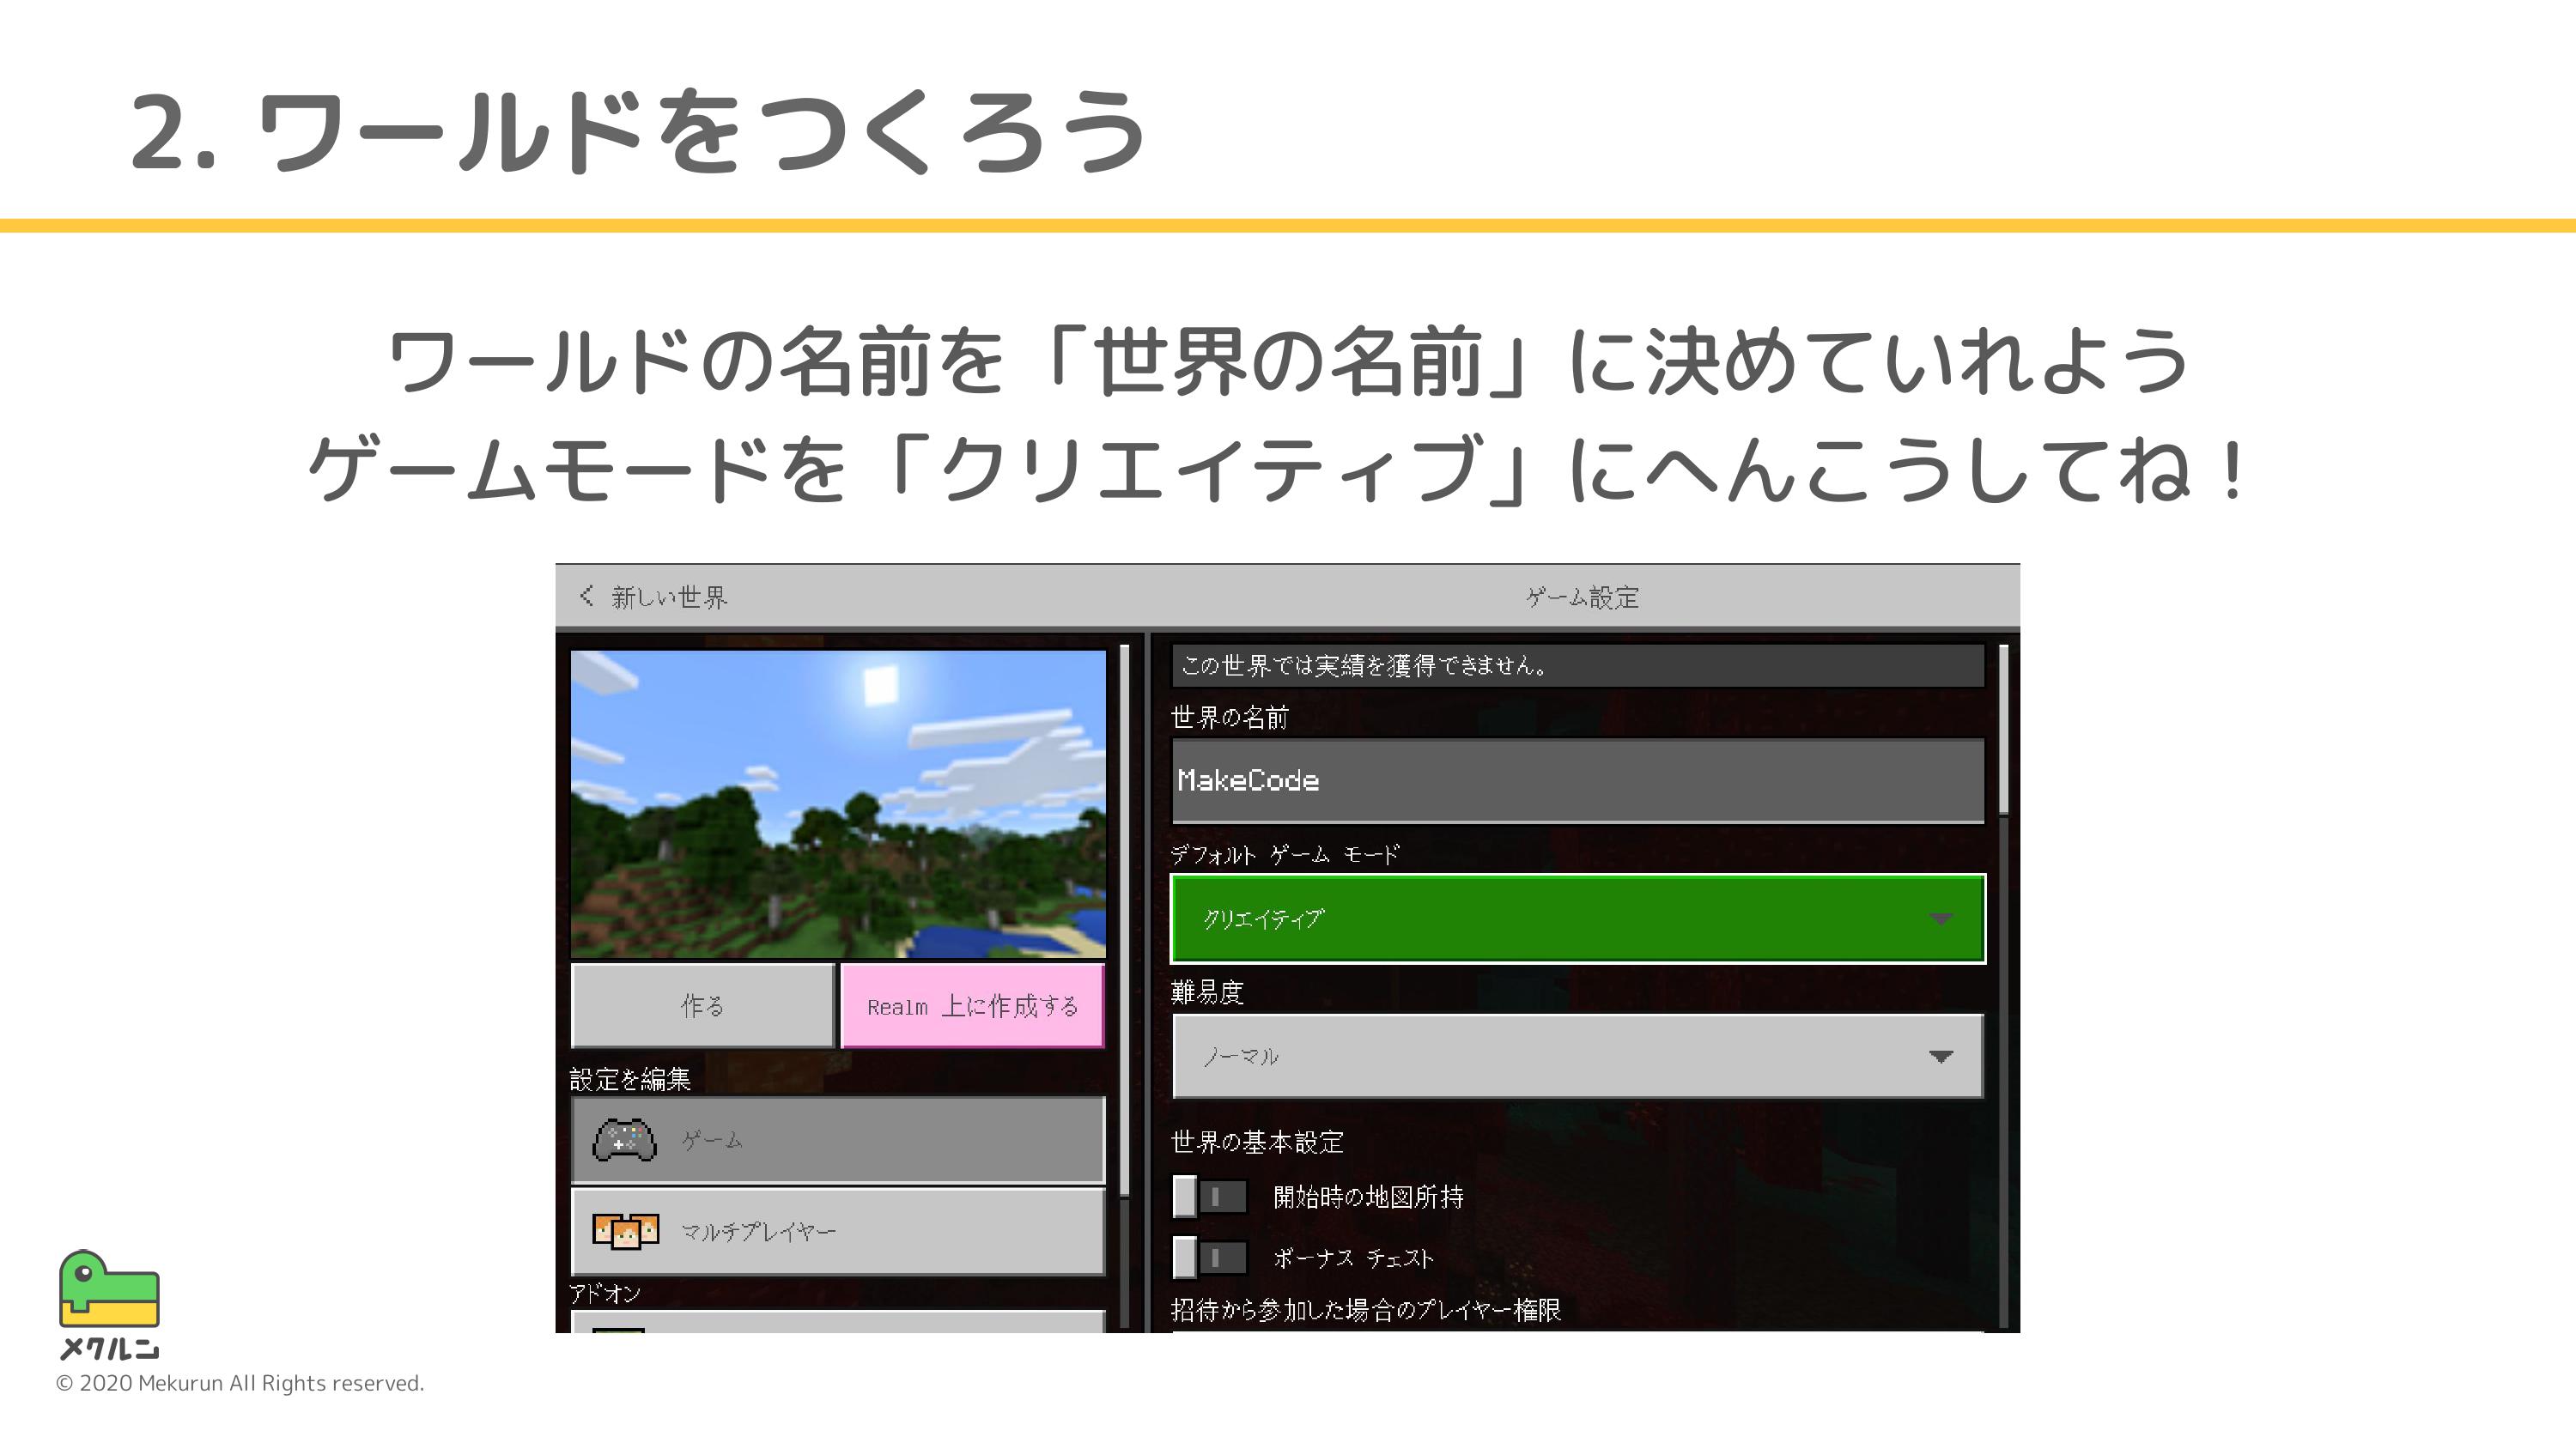 2. ワールドをつくろう
ワールドの名前を「世界の名前」に決めていれよう
ゲームモードを「クリエイティブ」にへんこうしてね！
新しい世界
ゲーム設定
作る
Realm 上に作成する
設定を編集
ゲーム
マルチプレイヤー
アドオン
この世界では実績を獲得できません。
世界の名前
MakeCode
デフォルト ゲーム モード
クリエイティブ
難易度
ノーマル
世界の基本設定
開始時の地図所持
ボーナス チェスト
招待から参加した場合のプレイヤー権限
メクルン
© 2020 Mekurun All Rights reserved.